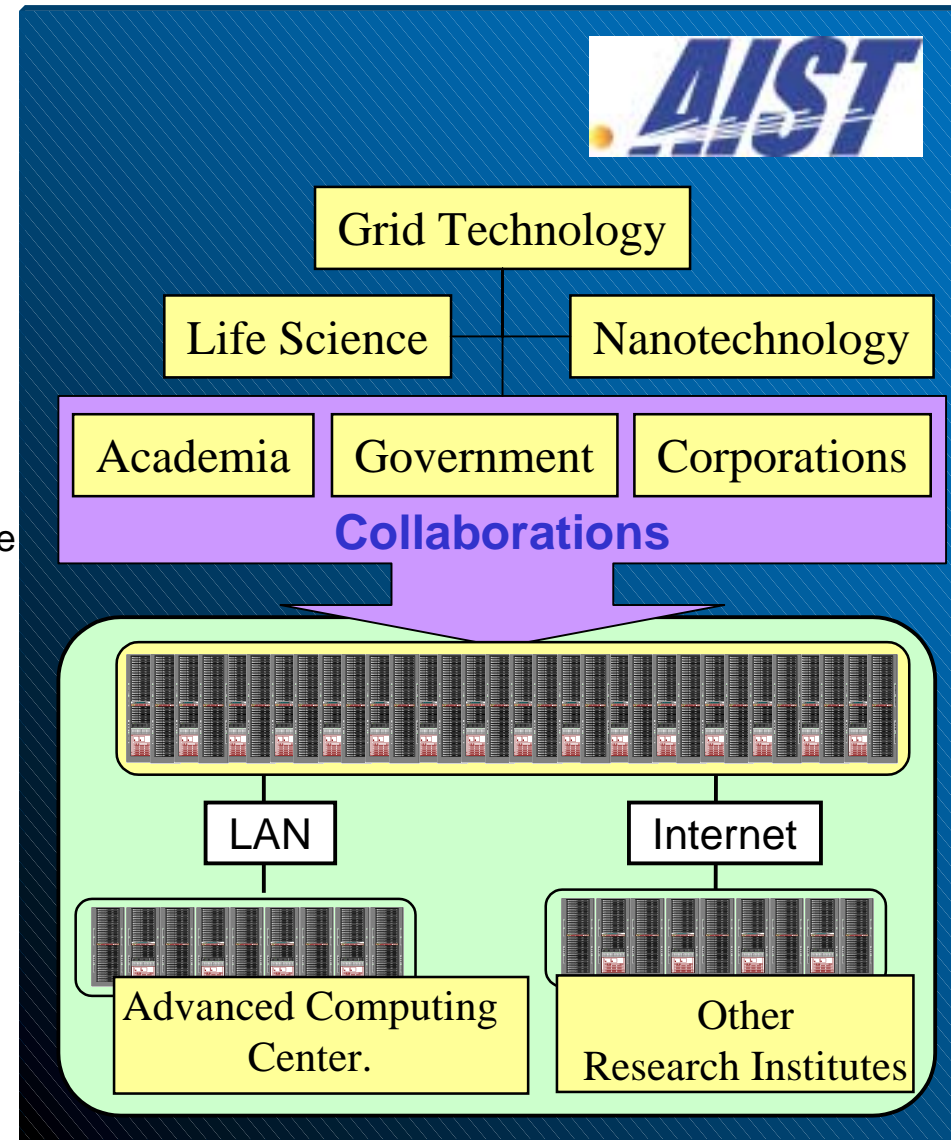 AIST
Grid Technology
Life Science
Nanotechnology
Academia
Government
Corporations
e
Collaborations
LAN
Internet
Advanced Computing
Center.
Other
Research Institutes